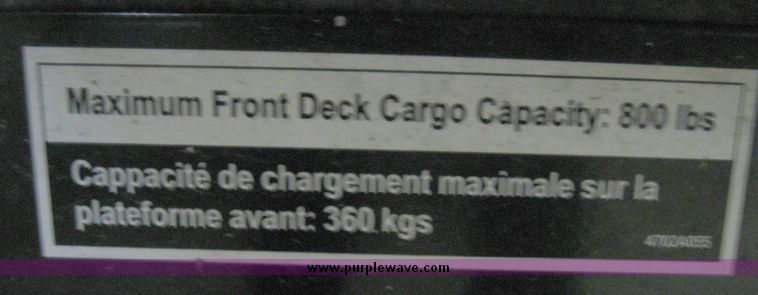 Maximum Front Deck Cargo Capacity: 800 lbs
Cappacité de chargement maximale sur la
plateforme avant: 360 kgs
www.purplewave.com